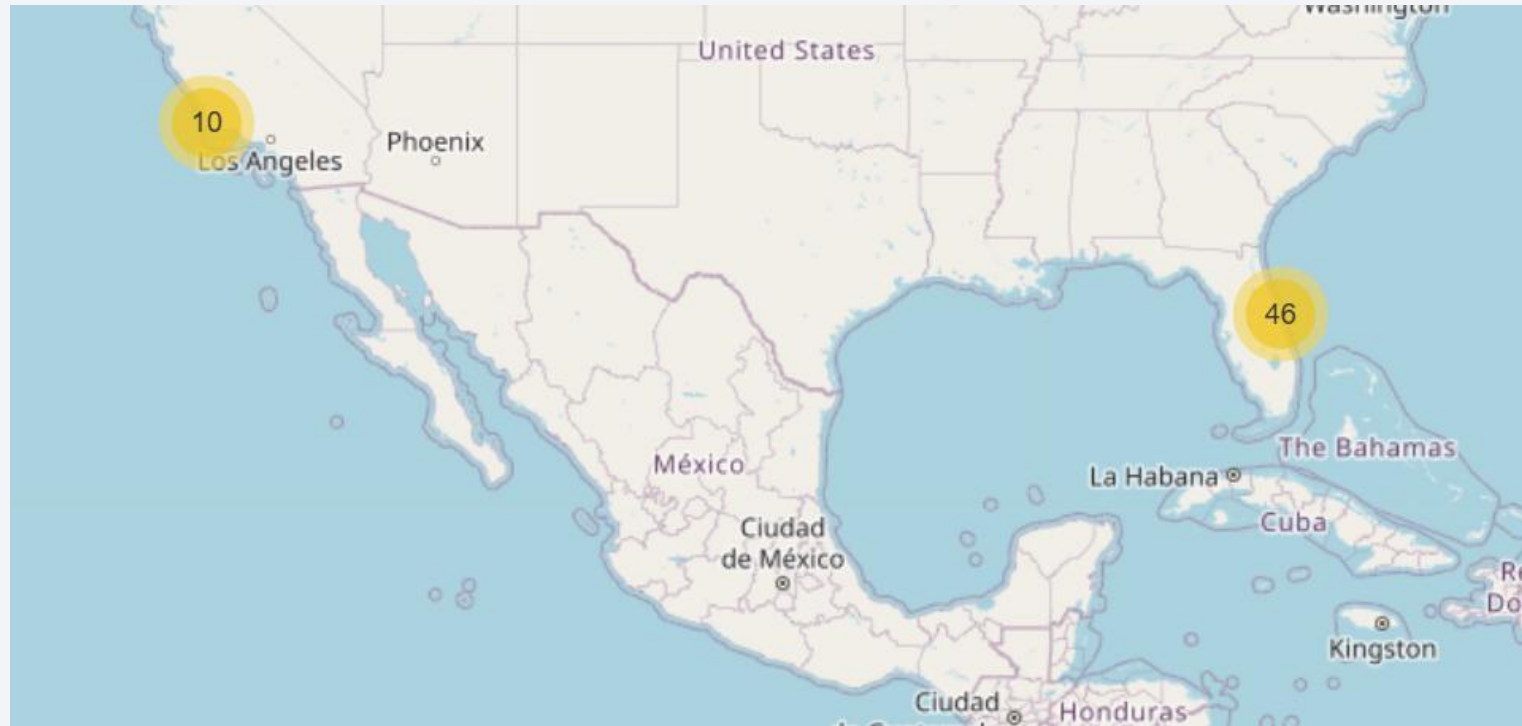 Washington
United States
10
Phoenix
Los Angeles
46
México
The Bahamas
La Habana
Cuba
Ciudad
de México
Kingston
Ciudad
Honduras